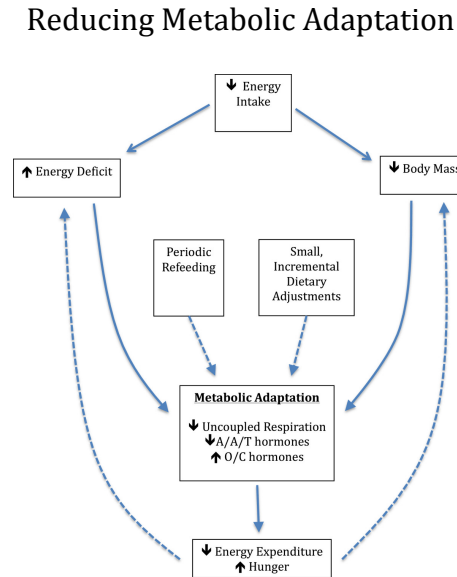 Reducing Metabolic Adaptation
↓ Energy
Intake
↑ Energy Deficit
↓ Body Mass
Periodic
Refeeding
Small,
Incremental
Dietary
Adjustments
Metabolic Adaptation
↓ Uncoupled Respiration
↓A/A/T hormones
↑ O/C hormones
↓ Energy Expenditure
↑ Hunger